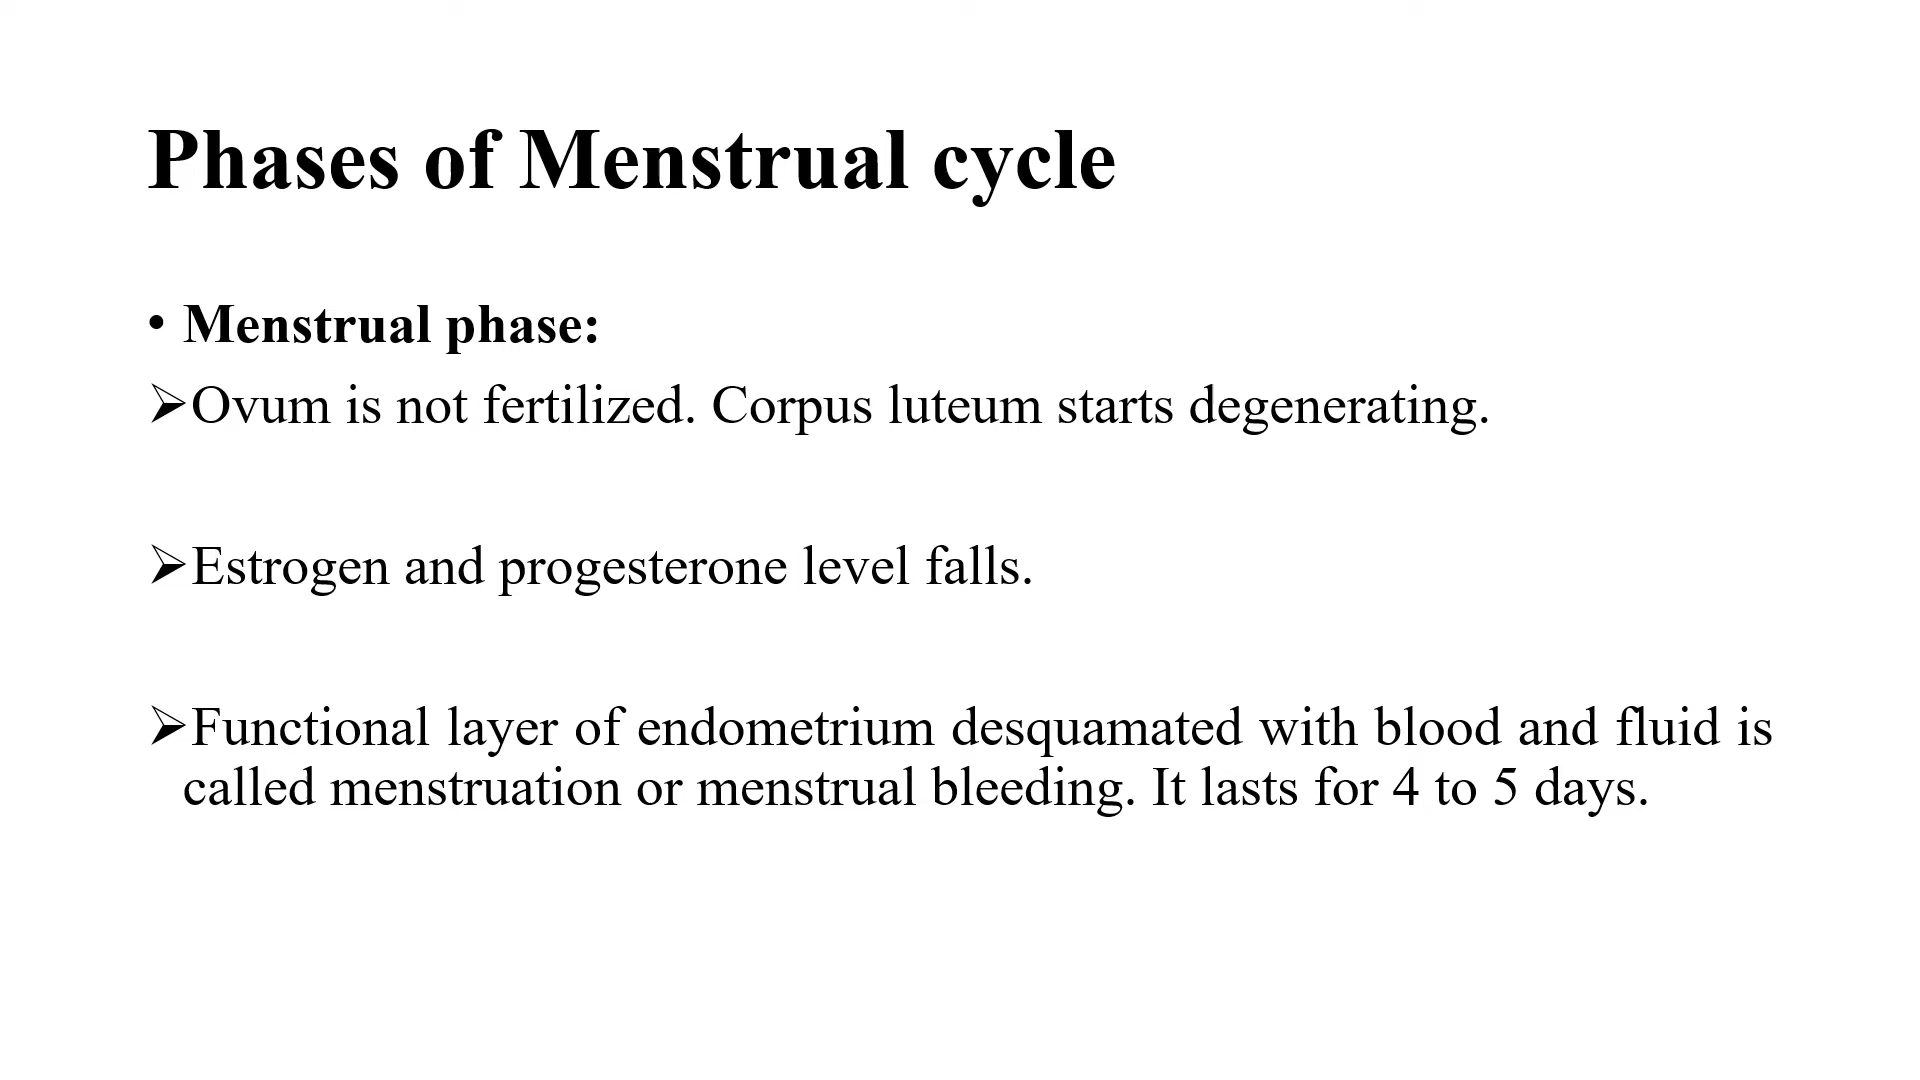 Phases of Menstrual cycle
• Menstrual phase:
➢Ovum is not fertilized. Corpus luteum starts degenerating.
➢Estrogen and progesterone level falls.
➢Functional layer of endometrium desquamated with blood and fluid is
called menstruation or menstrual bleeding. It lasts for 4 to 5 days.